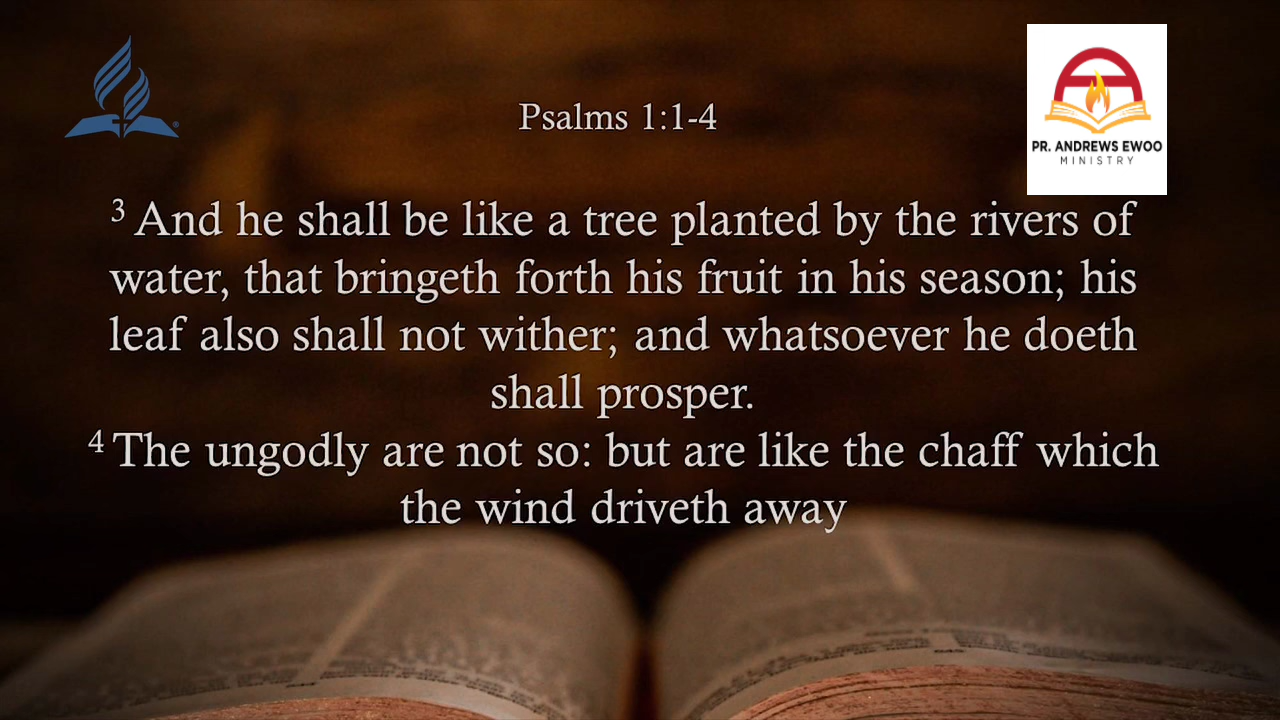 Psalms 1:1-4
PR. ANDREWS EWOO
MINISTRY
3 And he shall be like a tree planted by the rivers of
water, that bringeth forth his fruit in his season; his
leaf also shall not wither; and whatsoever he doeth
shall prosper.
4 The ungodly are not so: but are like the chaff which
the wind driveth away